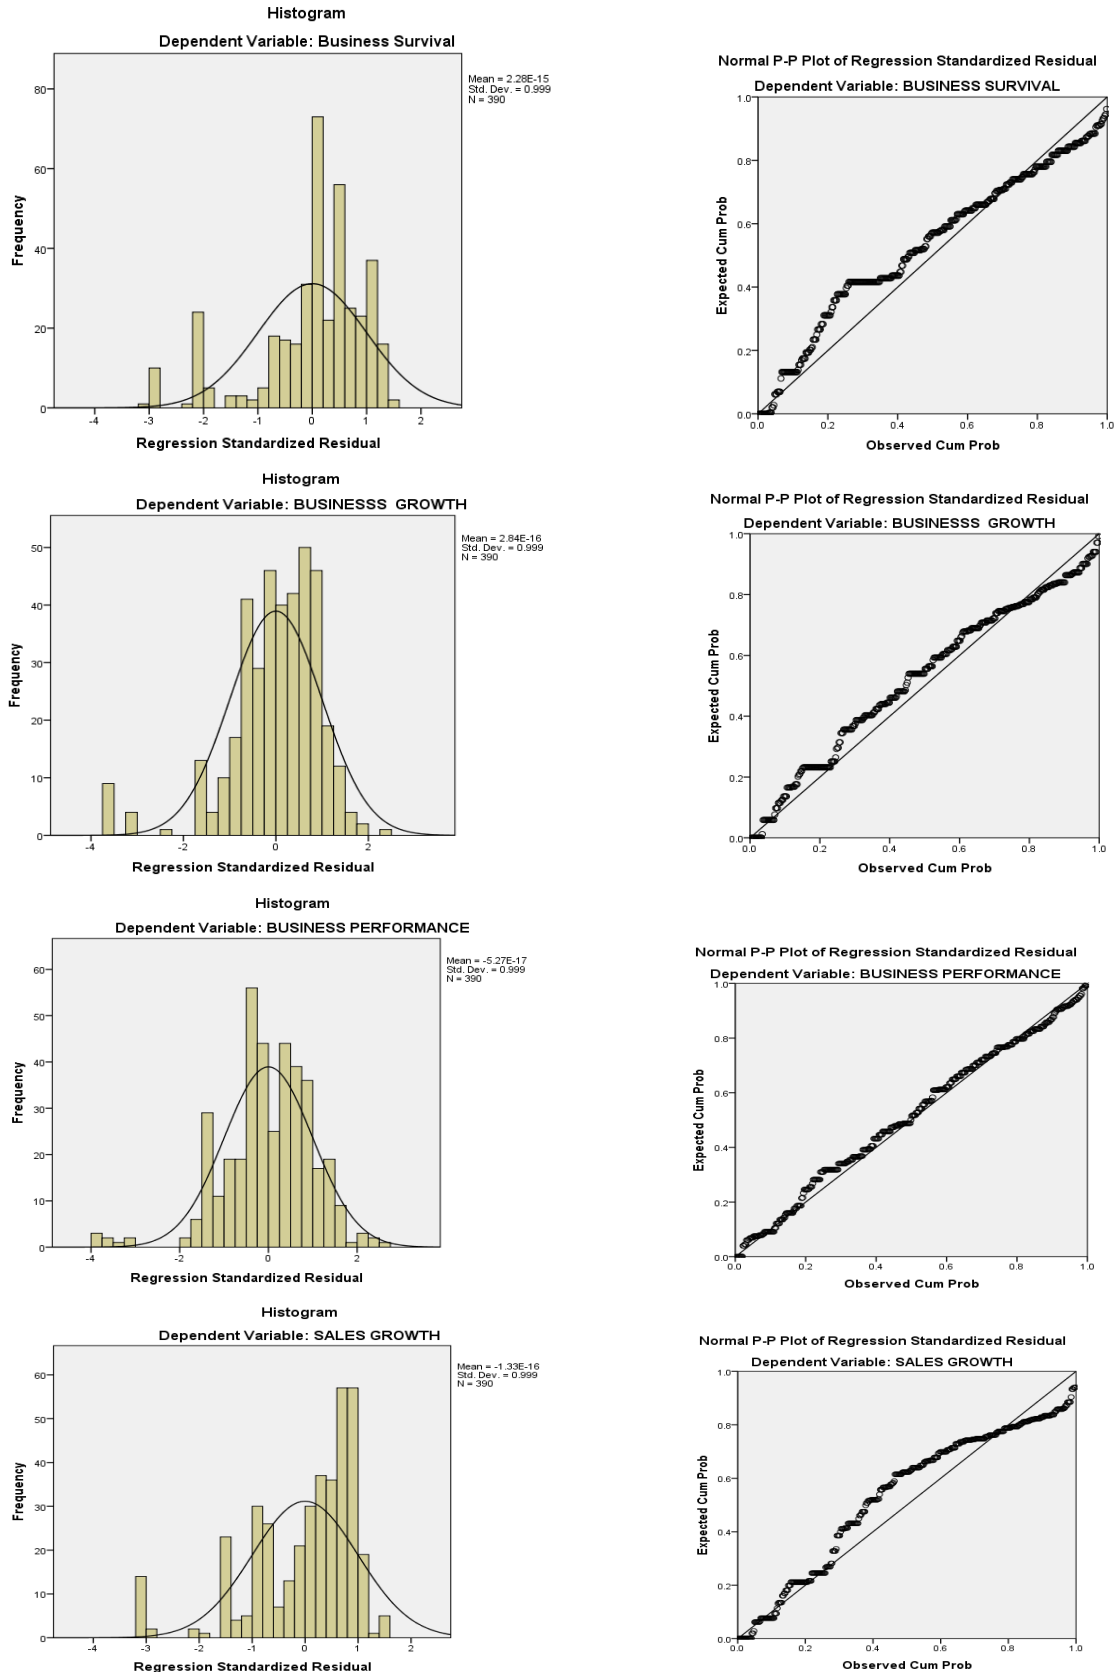 Histogram
Dependent Variable: Business Survival
Mean = 2.28E-15
Std. Dev. = 0.999
N = 390
80
60
40
20
0
Frequency
-4 -3 -2 -1 0 1 2
Regression Standardized Residual
Normal P-P Plot of Regression Standardized Residual
Dependent Variable: BUSINESS SURVIVAL
1.0
0.8
0.6
0.4
0.2
0.0
Expected Cum Prob
0.0 0.2 0.4 0.6 0.8 1.0
Observed Cum Prob
Histogram
Dependent Variable: BUSINESSS GROWTH
Mean = 2.84E-16
Std. Dev. = 0.999
N = 390
50
40
30
20
10
0
Frequency
-4 -2 0 2
Regression Standardized Residual
Normal P-P Plot of Regression Standardized Residual
Dependent Variable: BUSINESSS GROWTH
1.0
0.8
0.6
0.4
0.2
0.0
Expected Cum Prob
0.0 0.2 0.4 0.6 0.8 1.0
Observed Cum Prob
Histogram
Dependent Variable: BUSINESS PERFORMANCE
Mean = -5.27E-17
Std. Dev. = 0.999
N = 390
60
50
40
30
20
10
0
Frequency
-4 -2 0 2
Regression Standardized Residual
Normal P-P Plot of Regression Standardized Residual
Dependent Variable: BUSINESS PERFORMANCE
1.0
0.8
0.6
0.4
0.2
0.0
Expected Cum Prob
0.0 0.2 0.4 0.6 0.8 1.0
Observed Cum Prob
Histogram
Dependent Variable: SALES GROWTH
Mean = -1.33E-16
Std. Dev. = 0.999
N = 390
60
50
40
30
20
10
0
Frequency
-4 -3 -2 -1 0 1 2
Regression Standardized Residual
Normal P-P Plot of Regression Standardized Residual
Dependent Variable: SALES GROWTH
1.0
0.8
0.6
0.4
0.2
0.0
Expected Cum Prob
0.0 0.2 0.4 0.6 0.8 1.0
Observed Cum Prob